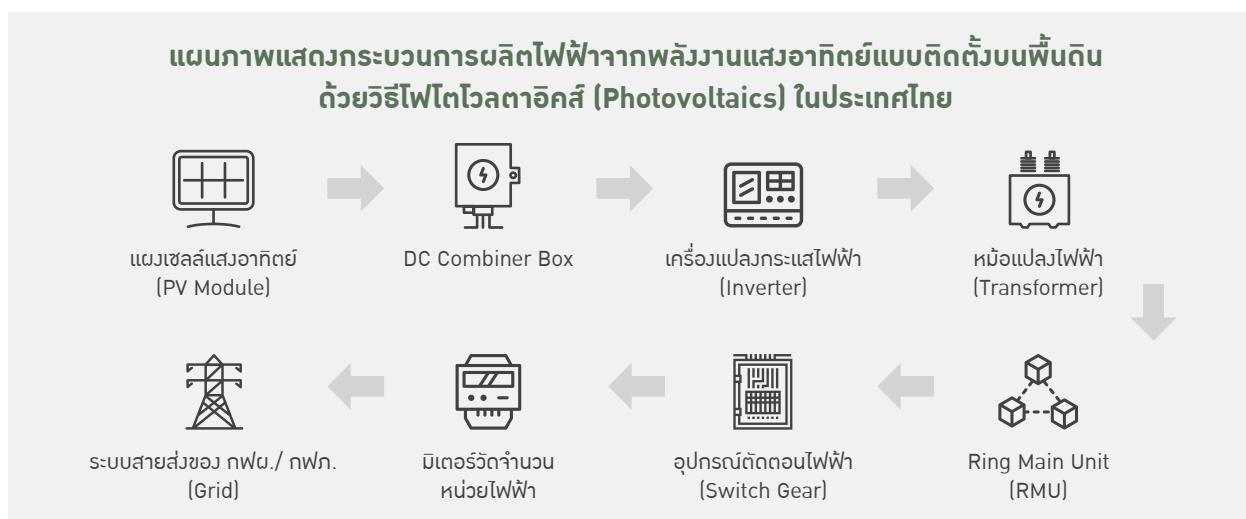 แผนภาพแสดงกระบวนการผลิตไฟฟ้าจากพลังงานแสงอาทิตย์แบบติดตั้งบนพื้นดิน
ด้วยวิธีโฟโตโวลตาอิคส์ (Photovoltaics) ในประเทศไทย
แผงเซลล์แสงอาทิตย์
(PV Module)
DC Combiner Box
เครื่องแปลงกระแสไฟฟ้า
(Inverter)
หม้อแปลงไฟฟ้า
(Transformer)
ระบบสายส่งของ กฟผ./ กฟภ.
(Grid)
มิเตอร์วัดจำนวน
หน่วยไฟฟ้า
อุปกรณ์ตัดตอนไฟฟ้า
(Switch Gear)
Ring Main Unit
(RMU)